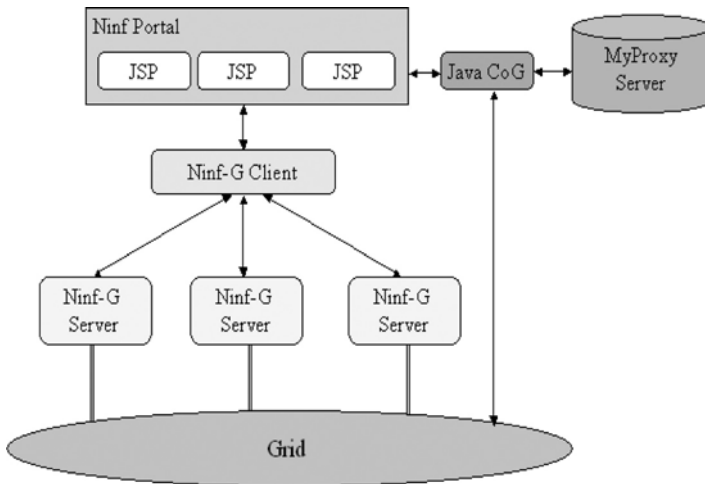 Ninf Portal
JSP
JSP
JSP
Java CoG
MyProxy
Server
Ninf-G Client
Ninf-G
Server
Ninf-G
Server
Ninf-G
Server
Grid